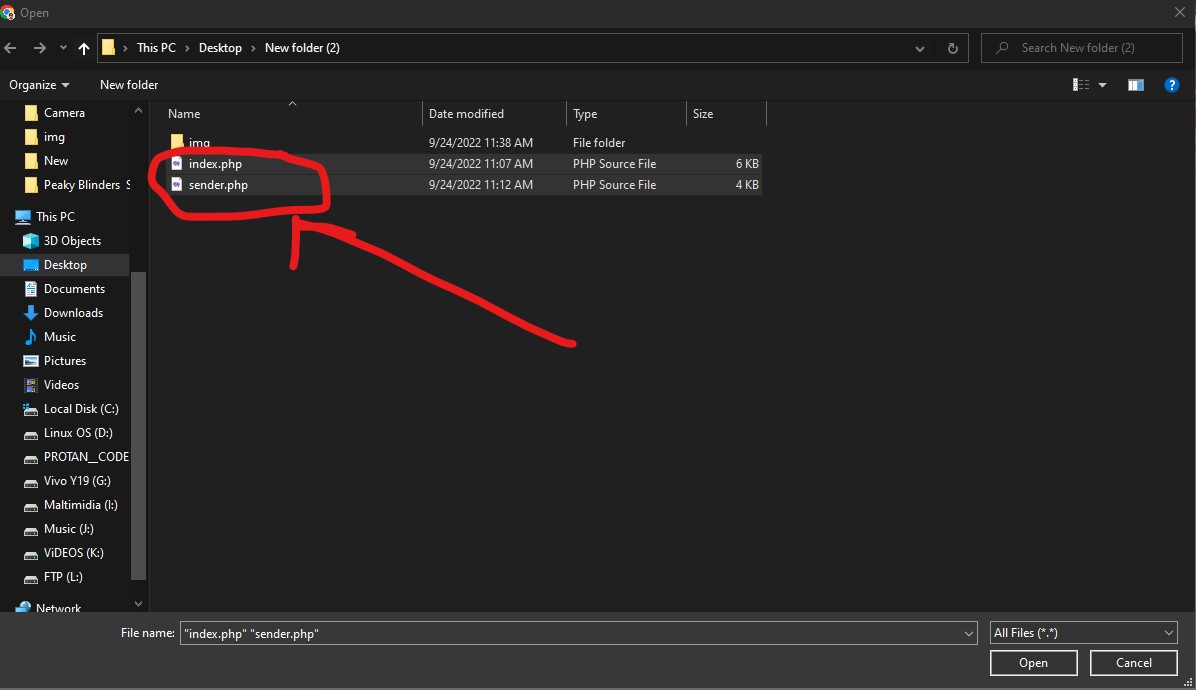 Open
This PC > Desktop > New folder (2)
Search New folder (2)
Organize
New folder
Name Date modified Type Size
img 9/24/2022 11:38 AM File folder
index.php 9/24/2022 11:07 AM PHP Source File 6 KB
sender.php 9/24/2022 11:12 AM PHP Source File 4 KB
Camera
img
New
Peaky Blinders S
This PC
3D Objects
Desktop
Documents
Downloads
Music
Pictures
Videos
Local Disk (C:)
Linux OS (D:)
PROTAN__CODE
Vivo Y19 (G:)
Maltimidia (I:)
Music (J:)
ViDEOS (K:)
FTP (L:)
Network
File name: "index.php" "sender.php"
All Files (*.*)
Open Cancel